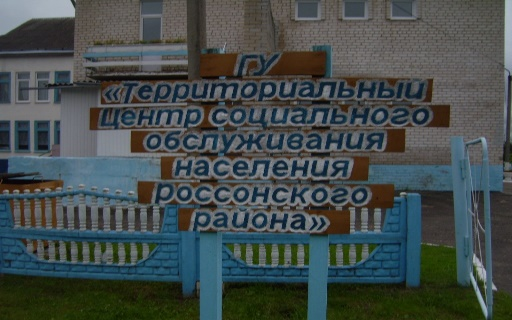 ГУ
«Территориальный
центр социального
обслуживания
населения
Россонского
района»